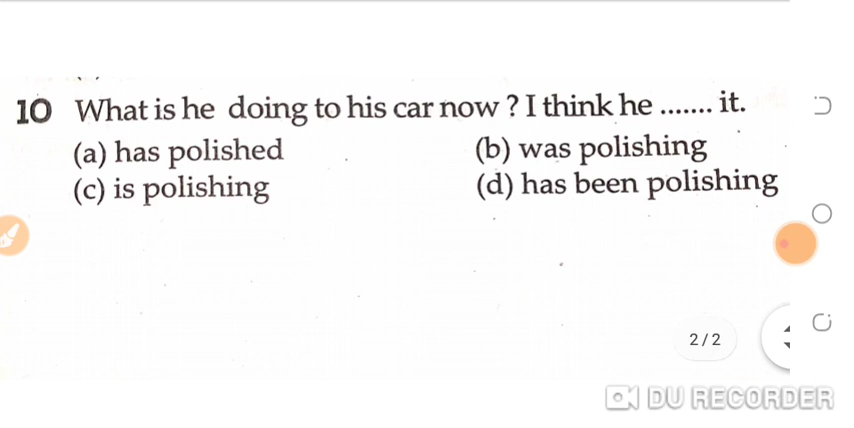 10 What is he doing to his car now ? I think he ....... it.
(a) has polished (b) was polishing
(c) is polishing (d) has been polishing
2/2
DU RECORDER